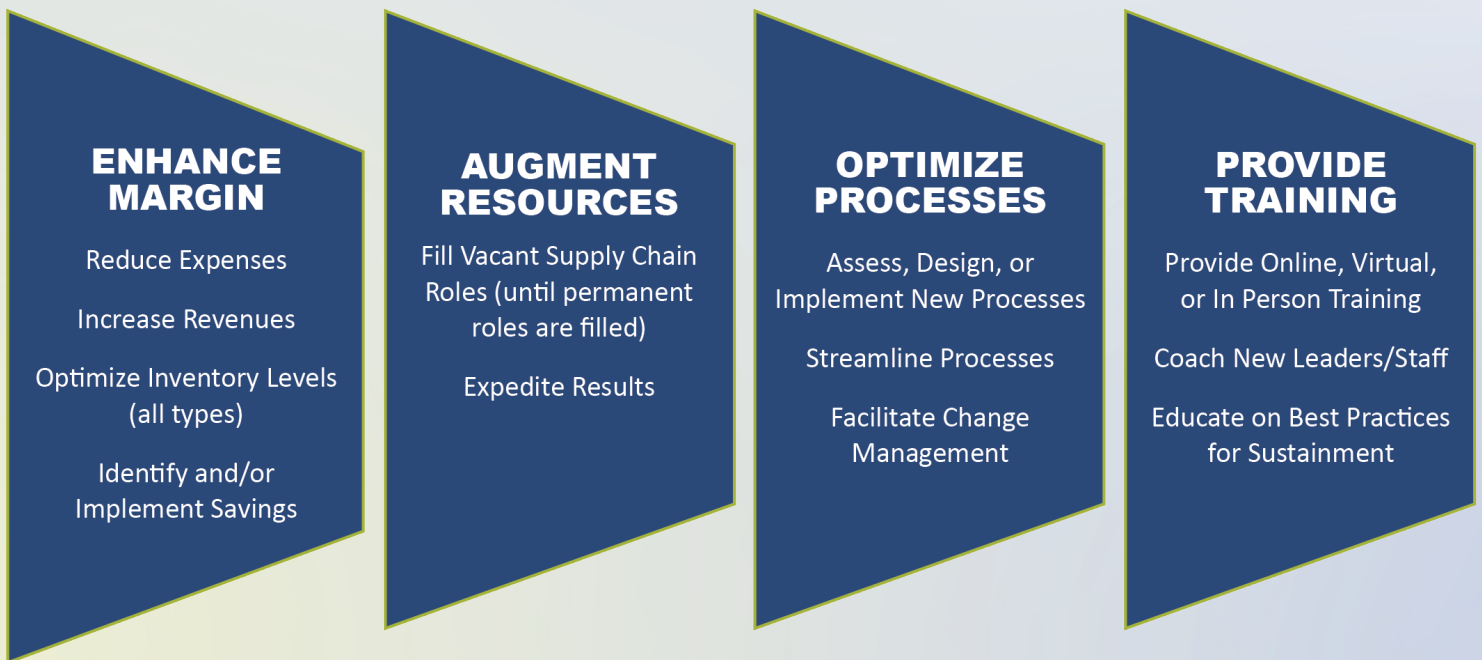 ENHANCE
MARGIN
Reduce Expenses
Increase Revenues
Optimize Inventory Levels
(all types)
Identify and/or
Implement Savings
AUGMENT
RESOURCES
Fill Vacant Supply Chain
Roles (until permanent
roles are filled)
Expedite Results
OPTIMIZE
PROCESSES
Assess, Design, or
Implement New Processes
Streamline Processes
Facilitate Change
Management
PROVIDE
TRAINING
Provide Online, Virtual,
or In Person Training
Coach New Leaders/Staff
Educate on Best Practices
for Sustainment